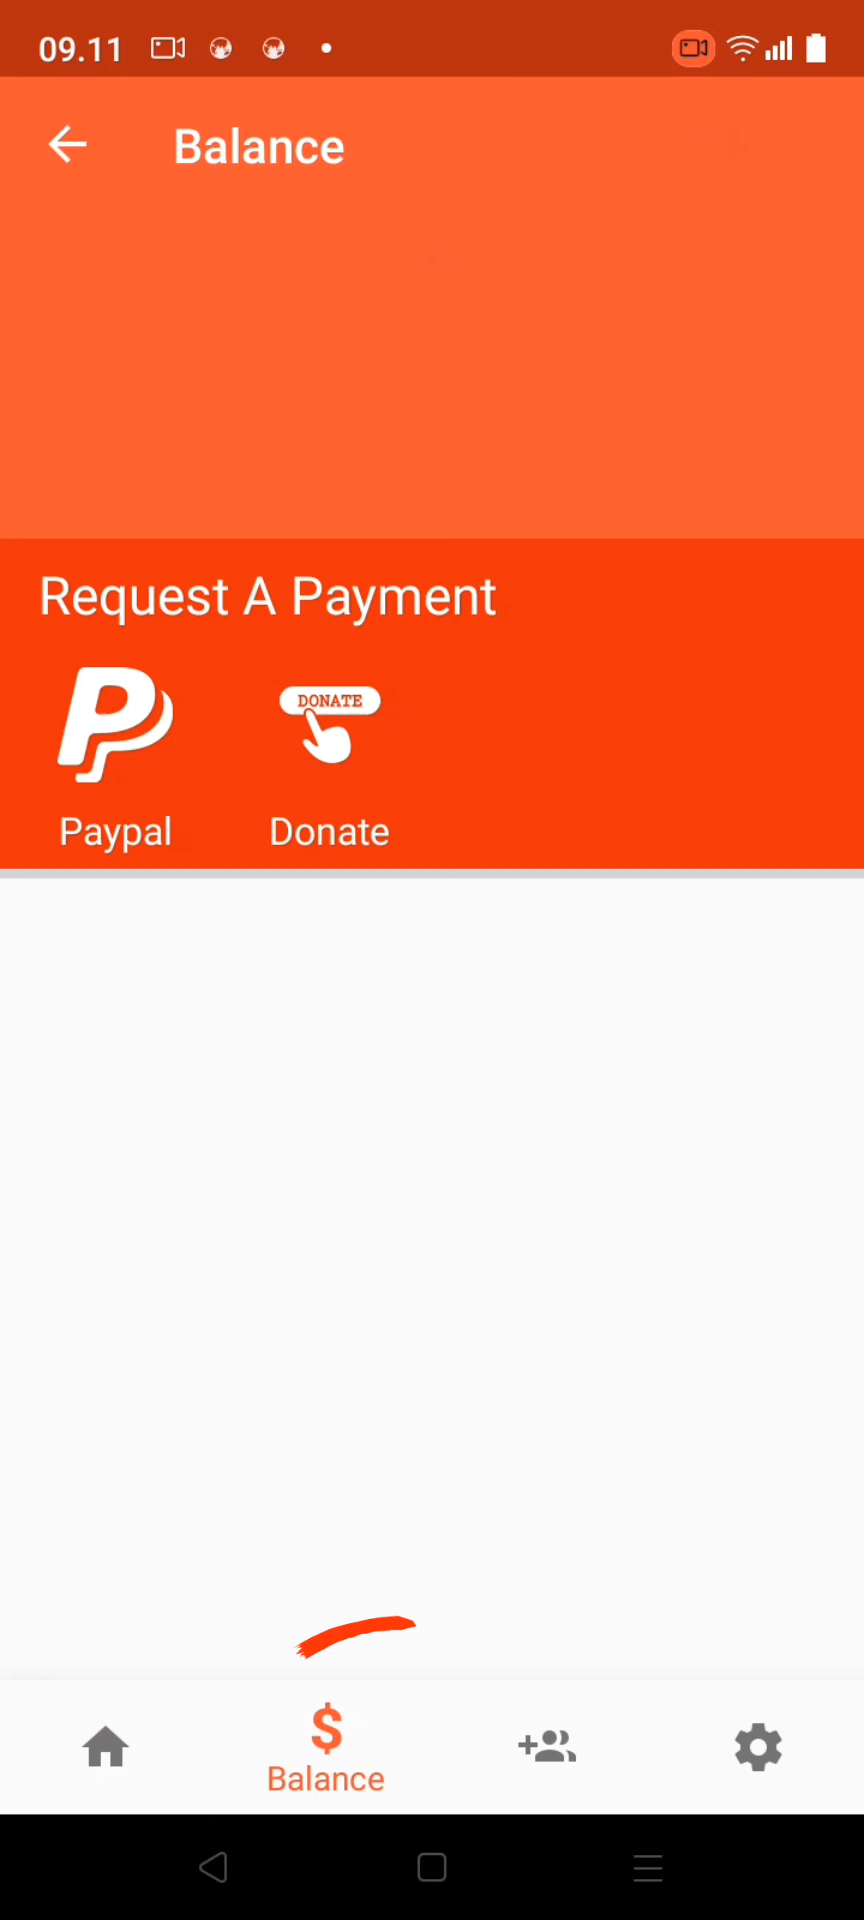 09.11
Balance
Request A Payment
DONATE
Paypal
Donate
$
Balance